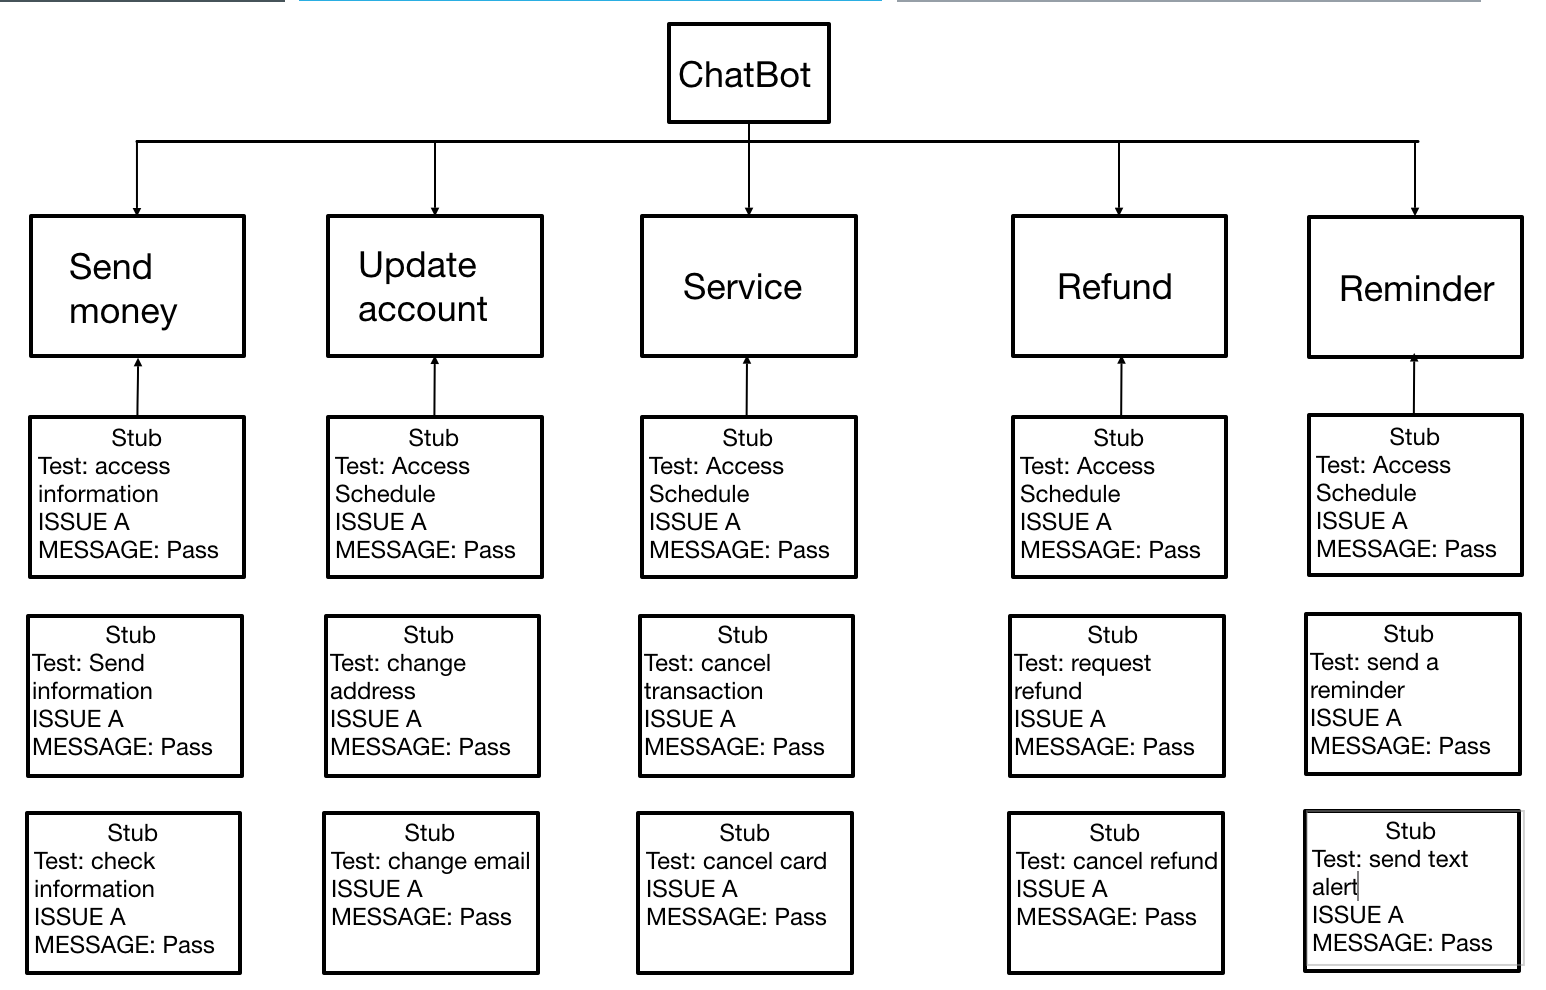 ChatBot
Send
money
Update
account
Service
Refund
Reminder
Stub
Test: access
information
ISSUE A
MESSAGE: Pass
Stub
Test: Access
Schedule
ISSUE A
MESSAGE: Pass
Stub
Test: Access
Schedule
ISSUE A
MESSAGE: Pass
Stub
Test: Access
Schedule
ISSUE A
MESSAGE: Pass
Stub
Test: Access
Schedule
ISSUE A
MESSAGE: Pass
Stub
Test: Send
information
ISSUE A
MESSAGE: Pass
Stub
Test: change
address
ISSUE A
MESSAGE: Pass
Stub
Test: cancel
transaction
ISSUE A
MESSAGE: Pass
Stub
Test: request
refund
ISSUE A
MESSAGE: Pass
Stub
Test: send a
reminder
ISSUE A
MESSAGE: Pass
Stub
Test: check
information
ISSUE A
MESSAGE: Pass
Stub
Test: change email
ISSUE A
MESSAGE: Pass
Stub
Test: cancel card
ISSUE A
MESSAGE: Pass
Stub
Test: cancel refund
ISSUE A
MESSAGE: Pass
Stub
Test: send text
alert
ISSUE A
MESSAGE: Pass